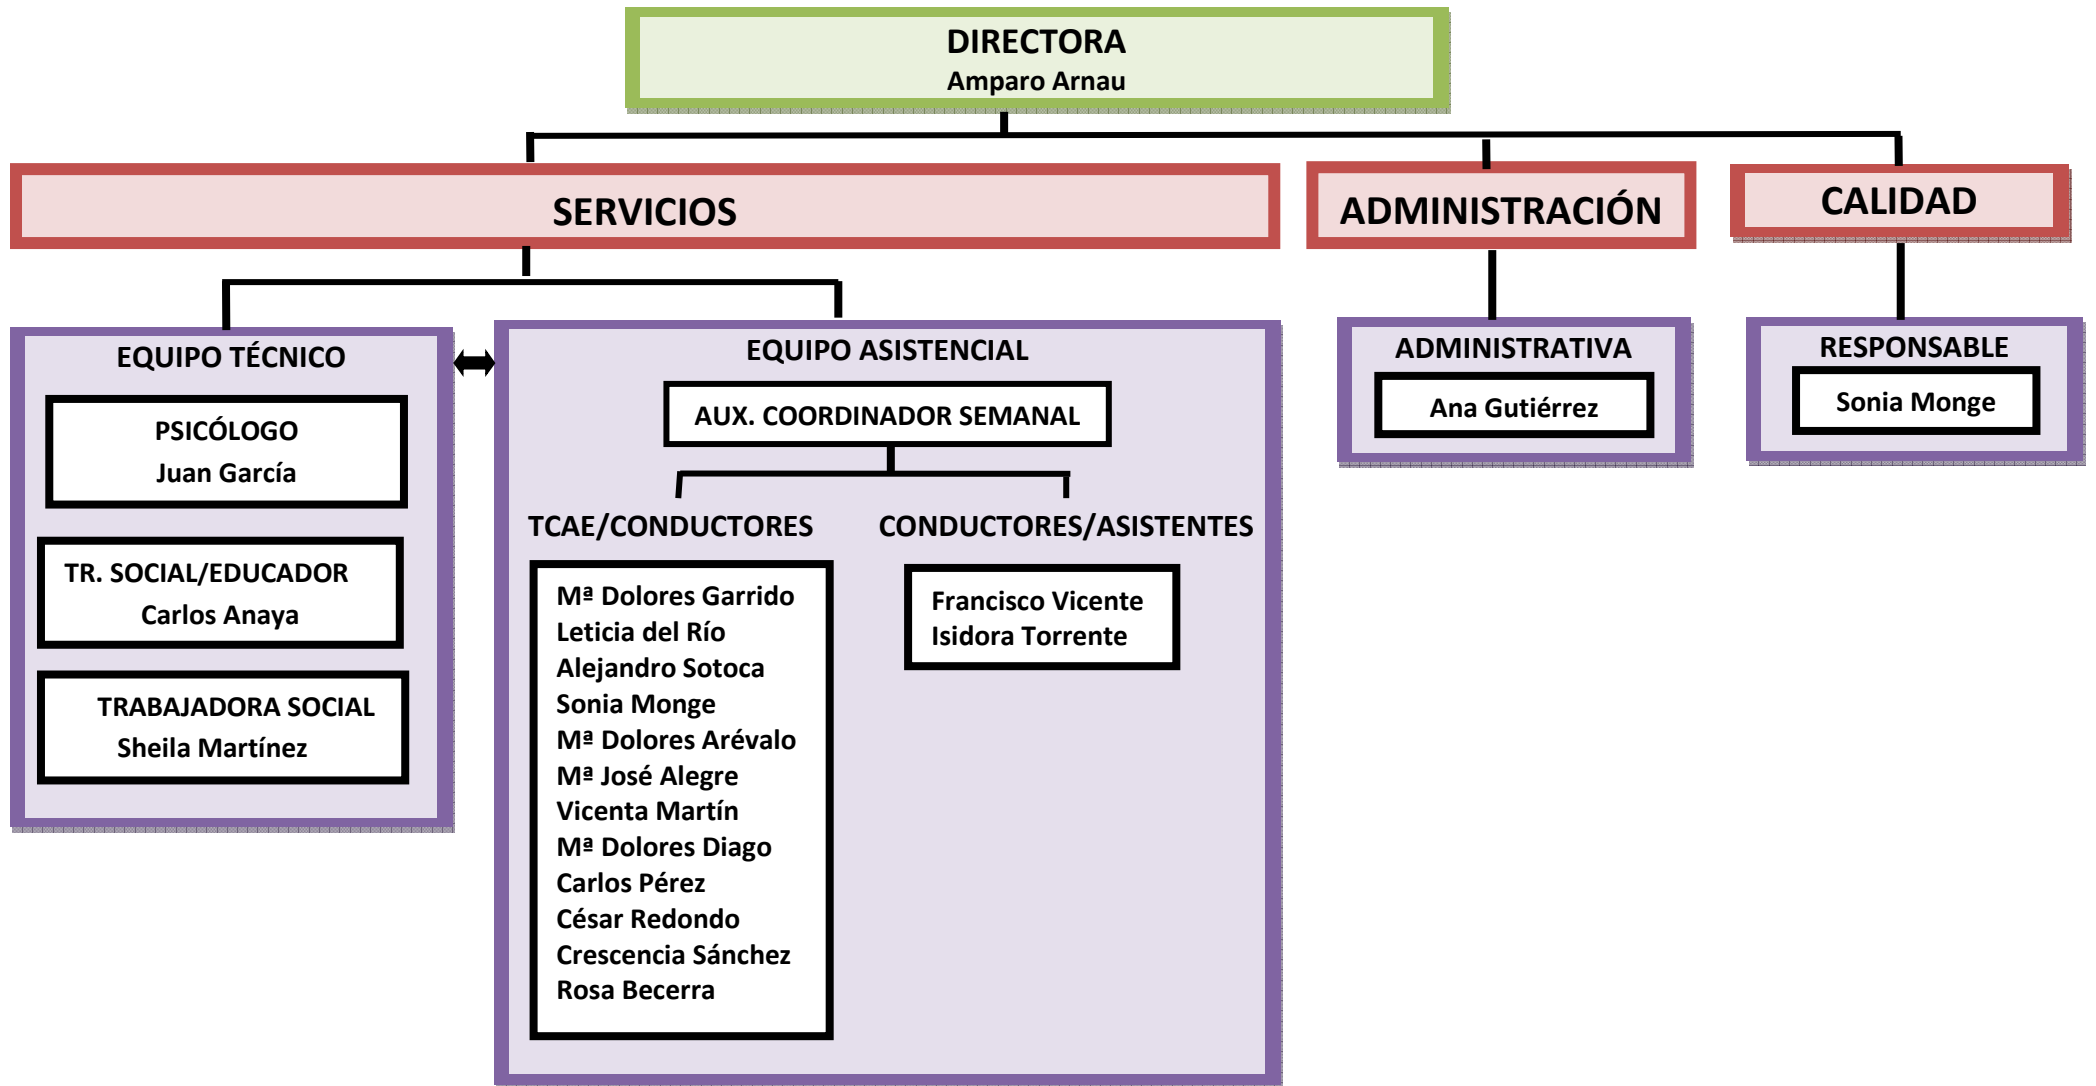 DIRECTORA
Amparo Arnau
SERVICIOS
ADMINISTRACIÓN
CALIDAD
EQUIPO TÉCNICO
PSICÓLOGO
Juan García
TR. SOCIAL/EDUCADOR
Carlos Anaya
TRABAJADORA SOCIAL
Sheila Martínez
EQUIPO ASISTENCIAL
AUX. COORDINADOR SEMANAL
TCAE/CONDUCTORES
Mª Dolores Garrido
Leticia del Río
Alejandro Sotoca
Sonia Monge
Mª Dolores Arévalo
Mª José Alegre
Vicenta Martín
Mª Dolores Diago
Carlos Pérez
César Redondo
Crescencia Sánchez
Rosa Becerra
CONDUCTORES/ASISTENTES
Francisco Vicente
Isidora Torrente
ADMINISTRATIVA
Ana Gutiérrez
RESPONSABLE
Sonia Monge